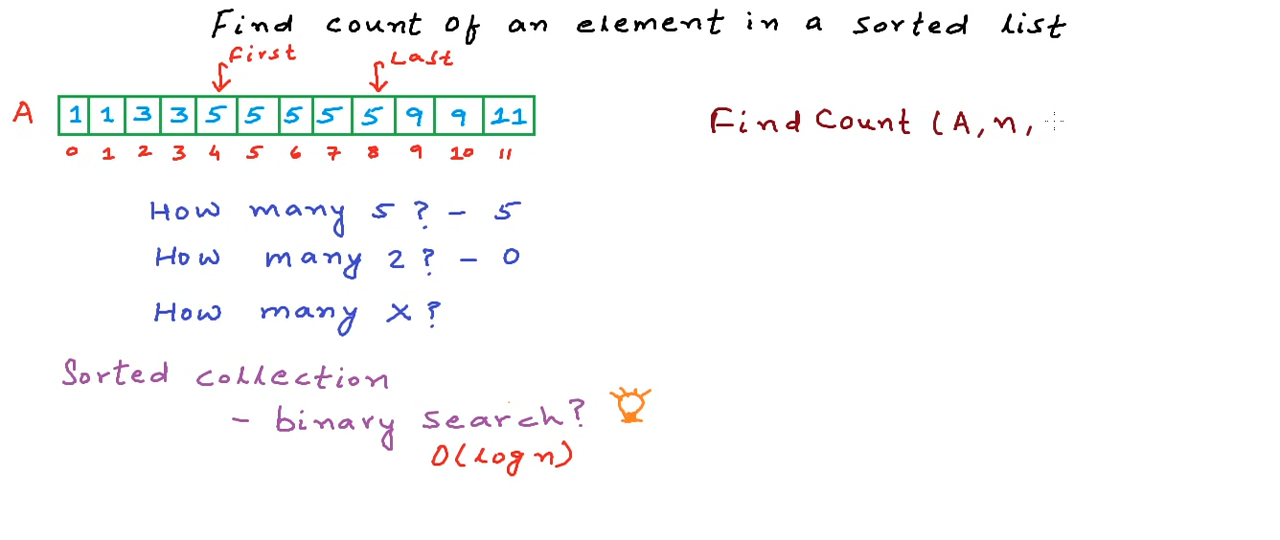 Find count of an element in a sorted list
First Last
A 1 1 3 3 5 5 5 5 5 9 9 11
0 1 2 3 4 5 6 7 8 9 10 11
Find Count (A, n,
How many 5? - 5
How many 2? - 0
How many x?
Sorted collection
- binary search?
O(log n)